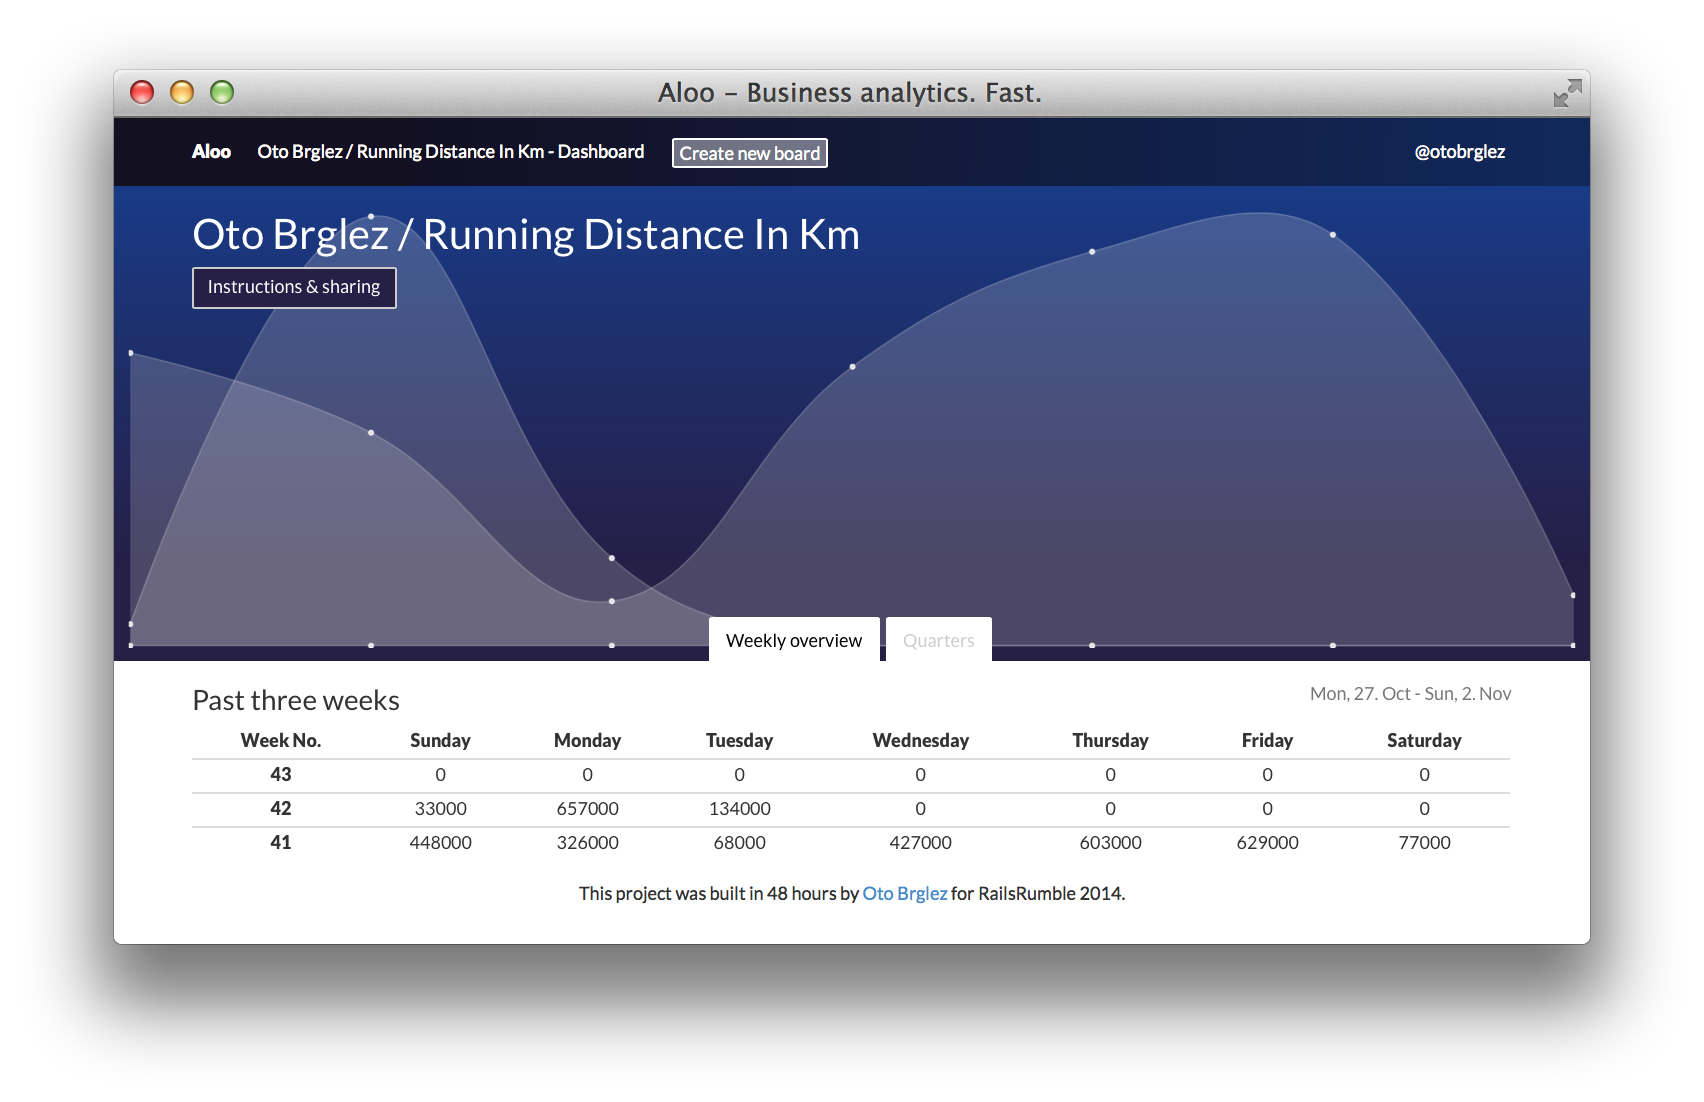 Aloo – Business analytics. Fast.
Aloo Oto Brglez / Running Distance In Km - Dashboard Create new board @otobrglez
Oto Brglez / Running Distance In Km
Instructions & sharing
Weekly overview Quarters
Past three weeks Mon, 27. Oct - Sun, 2. Nov
Week No. Sunday Monday Tuesday Wednesday Thursday Friday Saturday
43 0 0 0 0 0 0 0
42 33000 657000 134000 0 0 0 0
41 448000 326000 68000 427000 603000 629000 77000
This project was built in 48 hours by Oto Brglez for RailsRumble 2014.